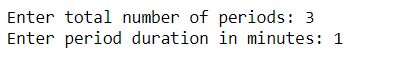 Enter total number of periods: 3
Enter period duration in minutes: 1